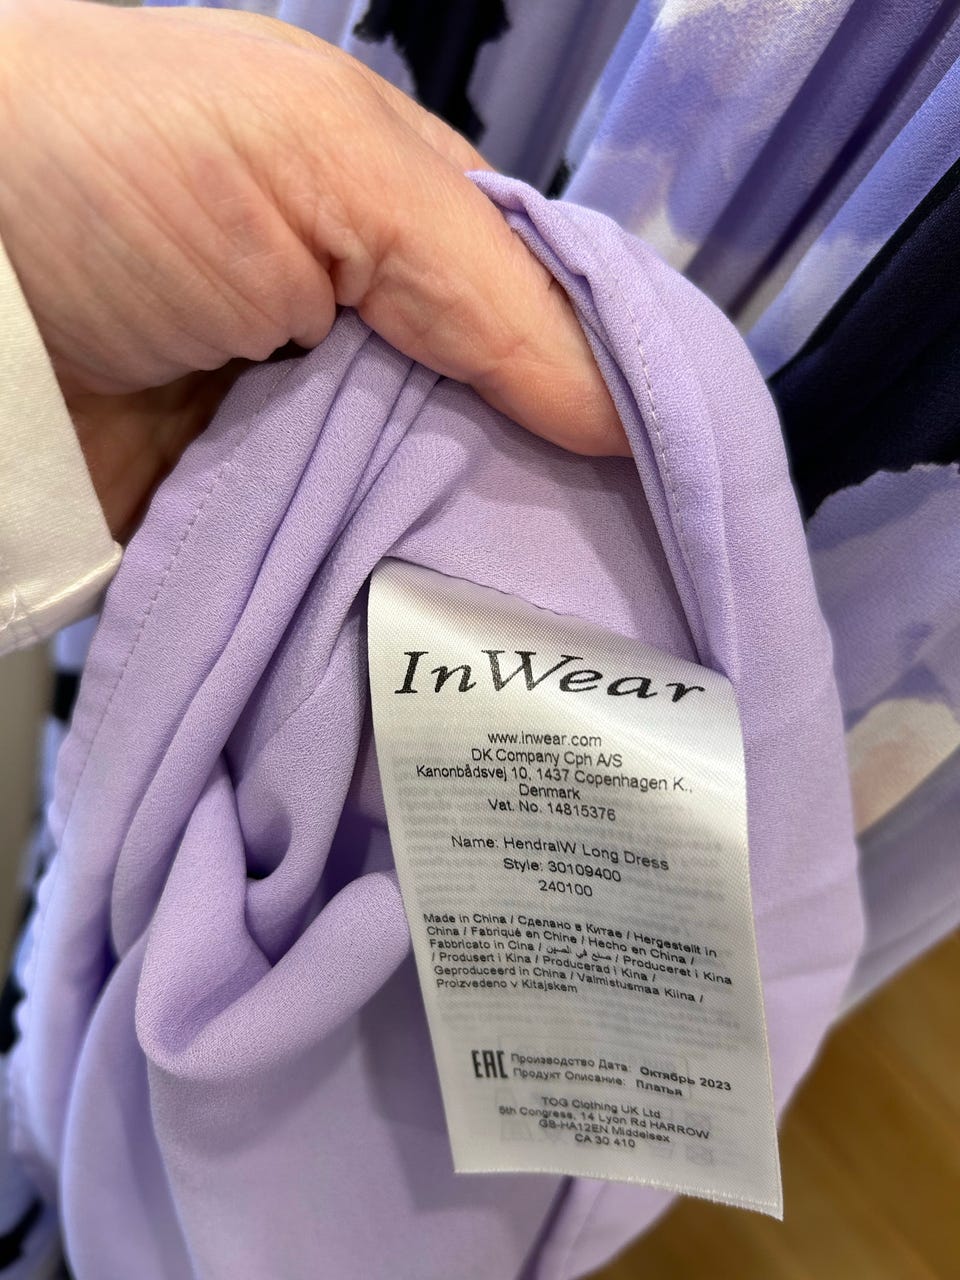 InWear
www.inwear.com
DK Company Cph A/S
Kanonbådsvej 10, 1437 Copenhagen K.,
Denmark
Vat. No. 14815376
Name: HendraIW Long Dress
Style: 30109400
240100
Made in China / Сделано в Китае / Hergestellt in
China / Fabriqué en Chine / Hecho en China /
Fabbricato in Cina / صنع في الصين / Produceret i Kina
/ Produsert i Kina / Producerad i Kina /
Geproduceerd in China / Valmistusmaa Kiina /
Proizvedeno v Kitajskem
EAC Производство Дата: Октябрь 2023
Продукт Описание: Платья
TOG Clothing UK Ltd
5th Congress, 14 Lyon Rd HARROW
GB-HA12EN Middelsex
CA 30 410